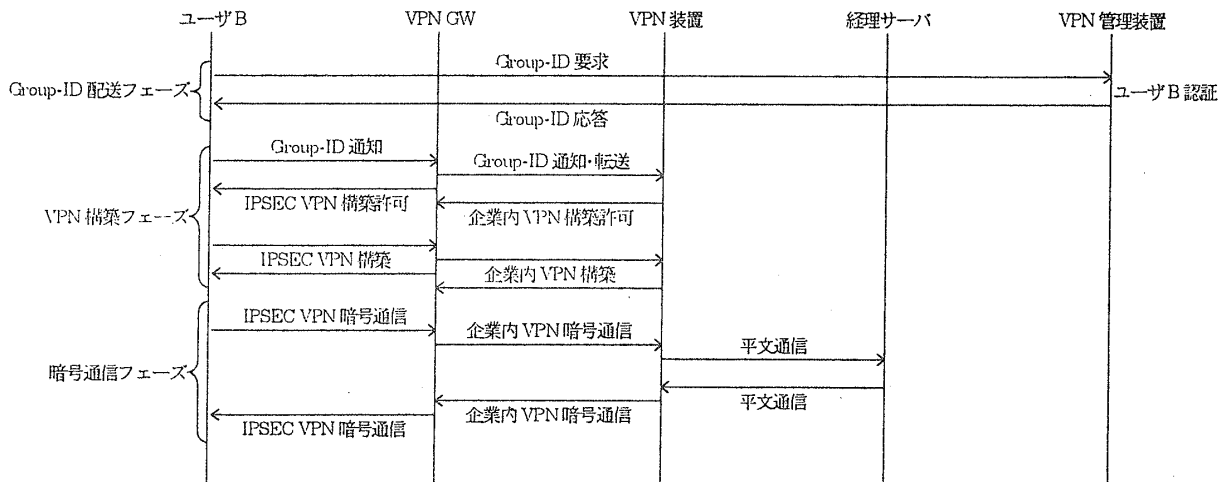 ユーザB
VPN GW
VPN 装置
経理サーバ
VPN 管理装置
Group-ID 要求
Group-ID 配送フェーズ
ユーザB 認証
Group-ID 応答
Group-ID 通知
Group-ID 通知・転送
IPSEC VPN 構築許可
企業内 VPN 構築許可
VPN 構築フェーズ
IPSEC VPN 構築
企業内 VPN 構築
IPSEC VPN 暗号通信
企業内 VPN 暗号通信
平文通信
暗号通信フェーズ
平文通信
企業内 VPN 暗号通信
IPSEC VPN 暗号通信